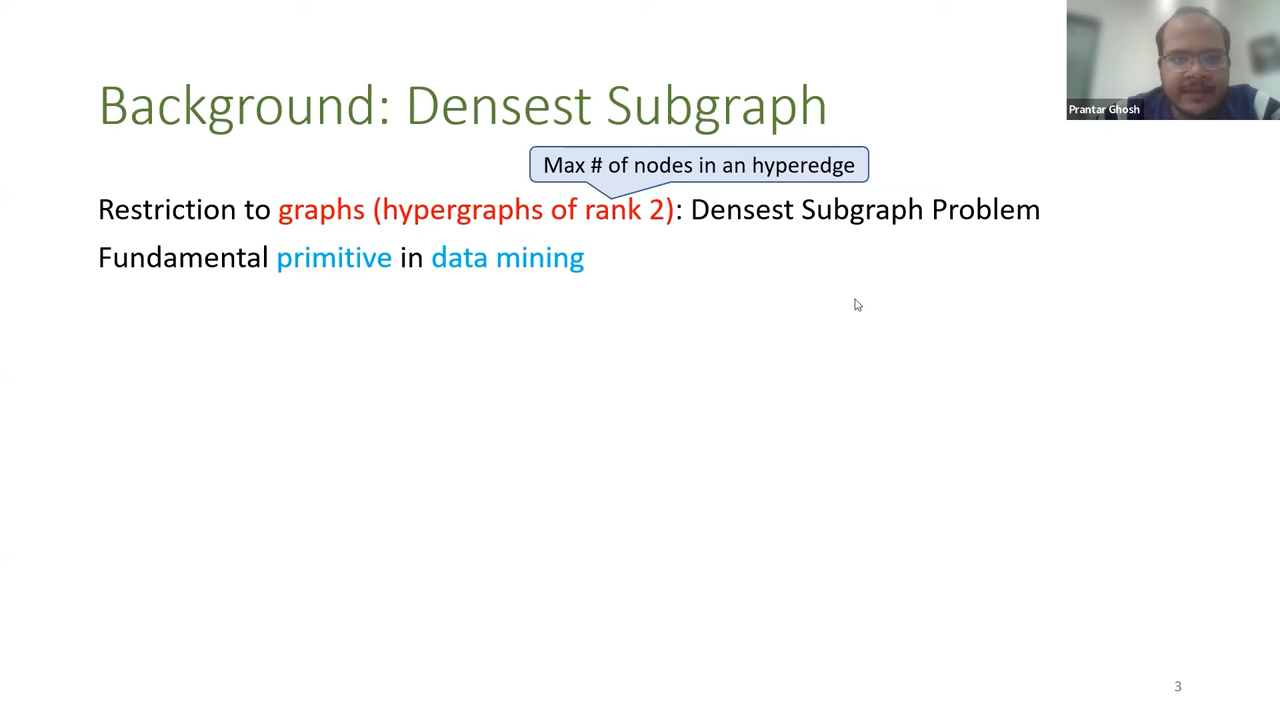 Prantar Ghosh
Background: Densest Subgraph
Max # of nodes in an hyperedge
Restriction to graphs (hypergraphs of rank 2): Densest Subgraph Problem
Fundamental primitive in data mining
3